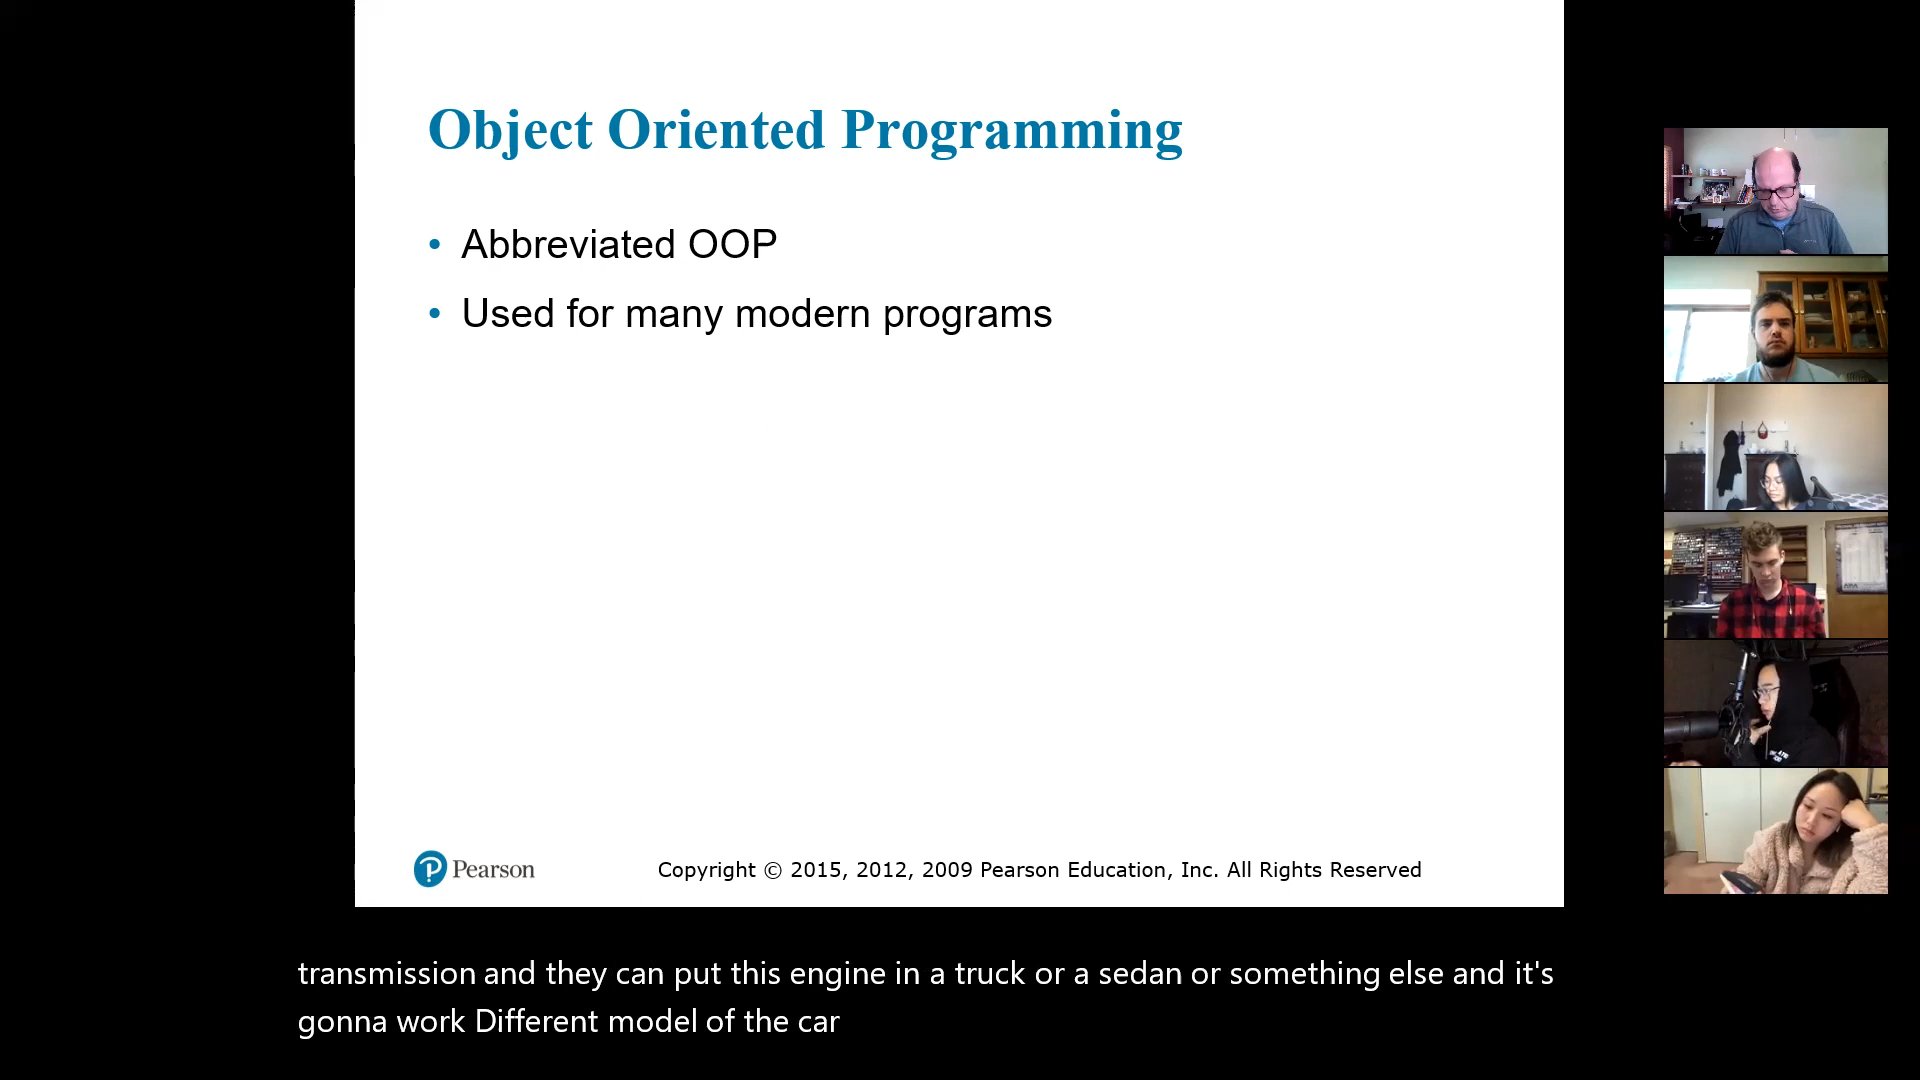 Object Oriented Programming
• Abbreviated OOP
• Used for many modern programs
Pearson
Copyright © 2015, 2012, 2009 Pearson Education, Inc. All Rights Reserved
transmission and they can put this engine in a truck or a sedan or something else and it's
gonna work Different model of the car